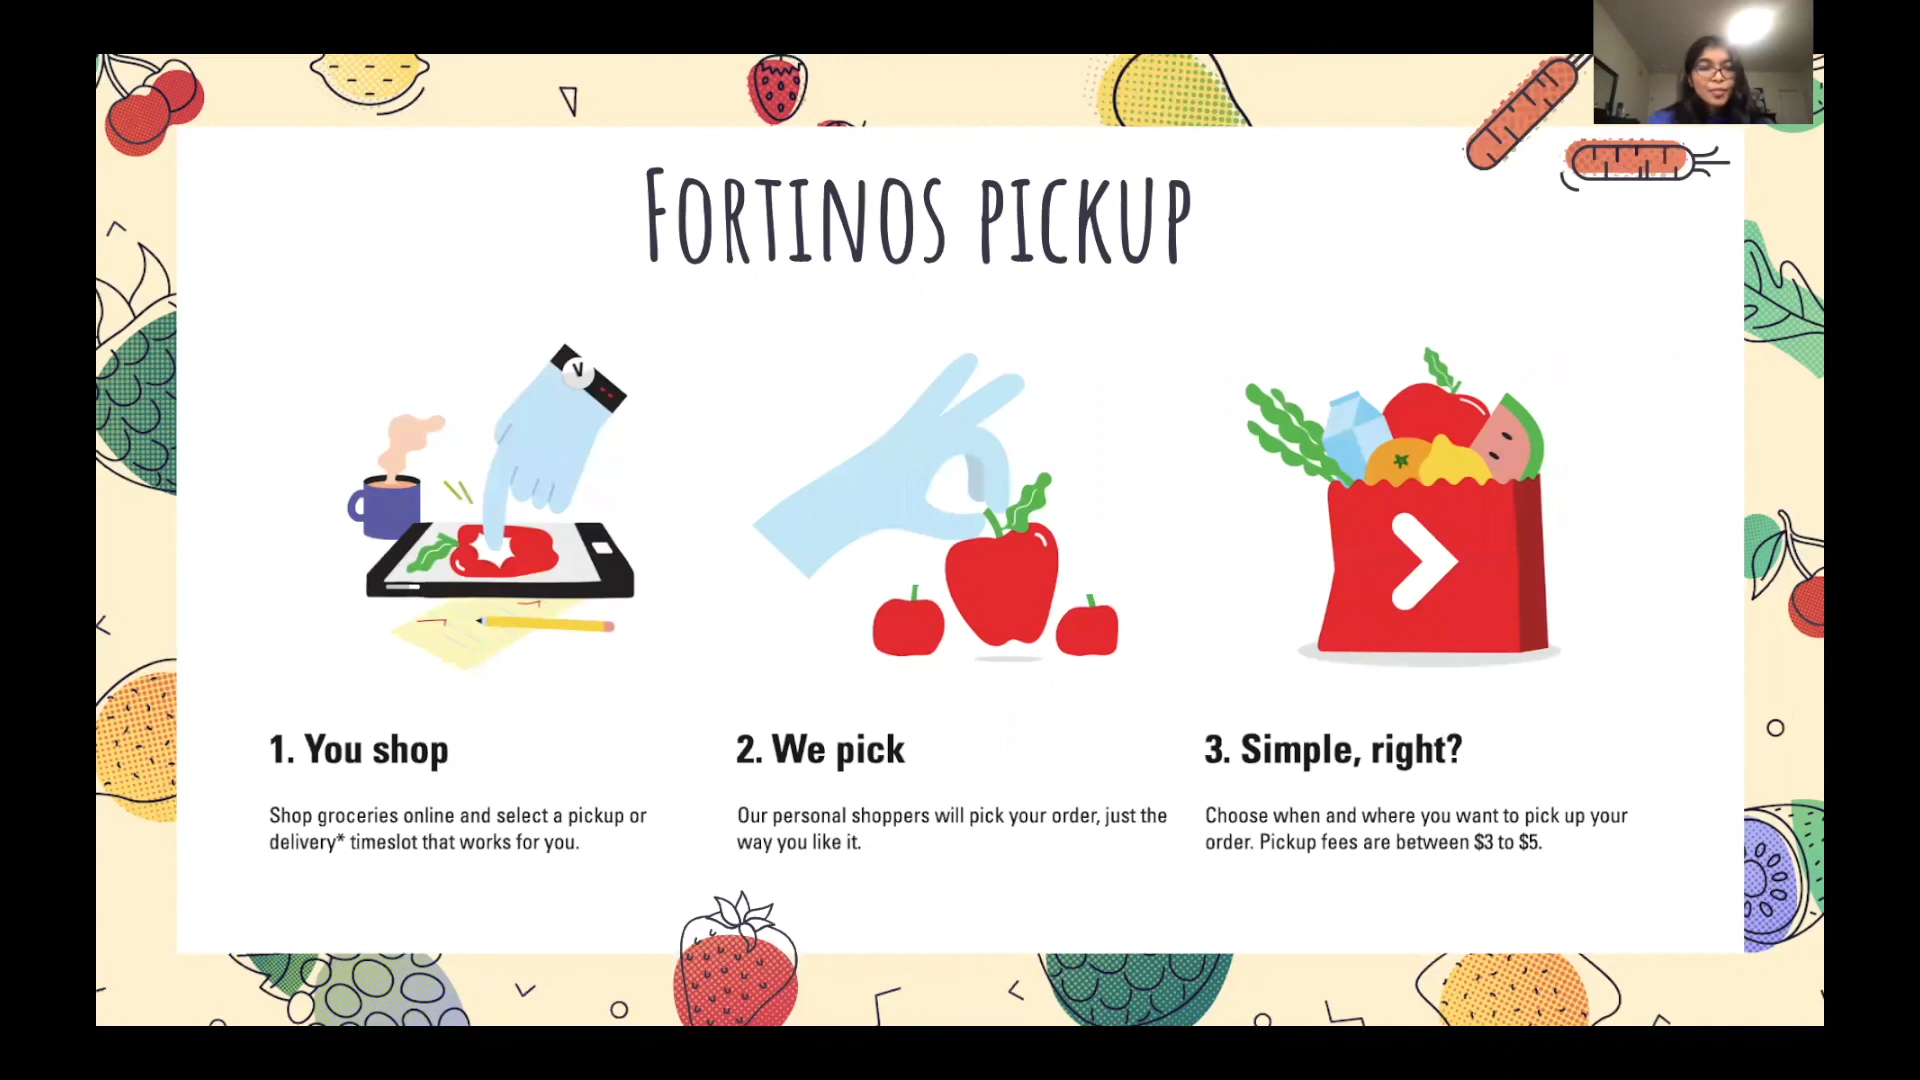 FORTINOS PICKUP
1. You shop
Shop groceries online and select a pickup or
delivery* timeslot that works for you.
2. We pick
Our personal shoppers will pick your order, just the
way you like it.
3. Simple, right?
Choose when and where you want to pick up your
order. Pickup fees are between $3 to $5.